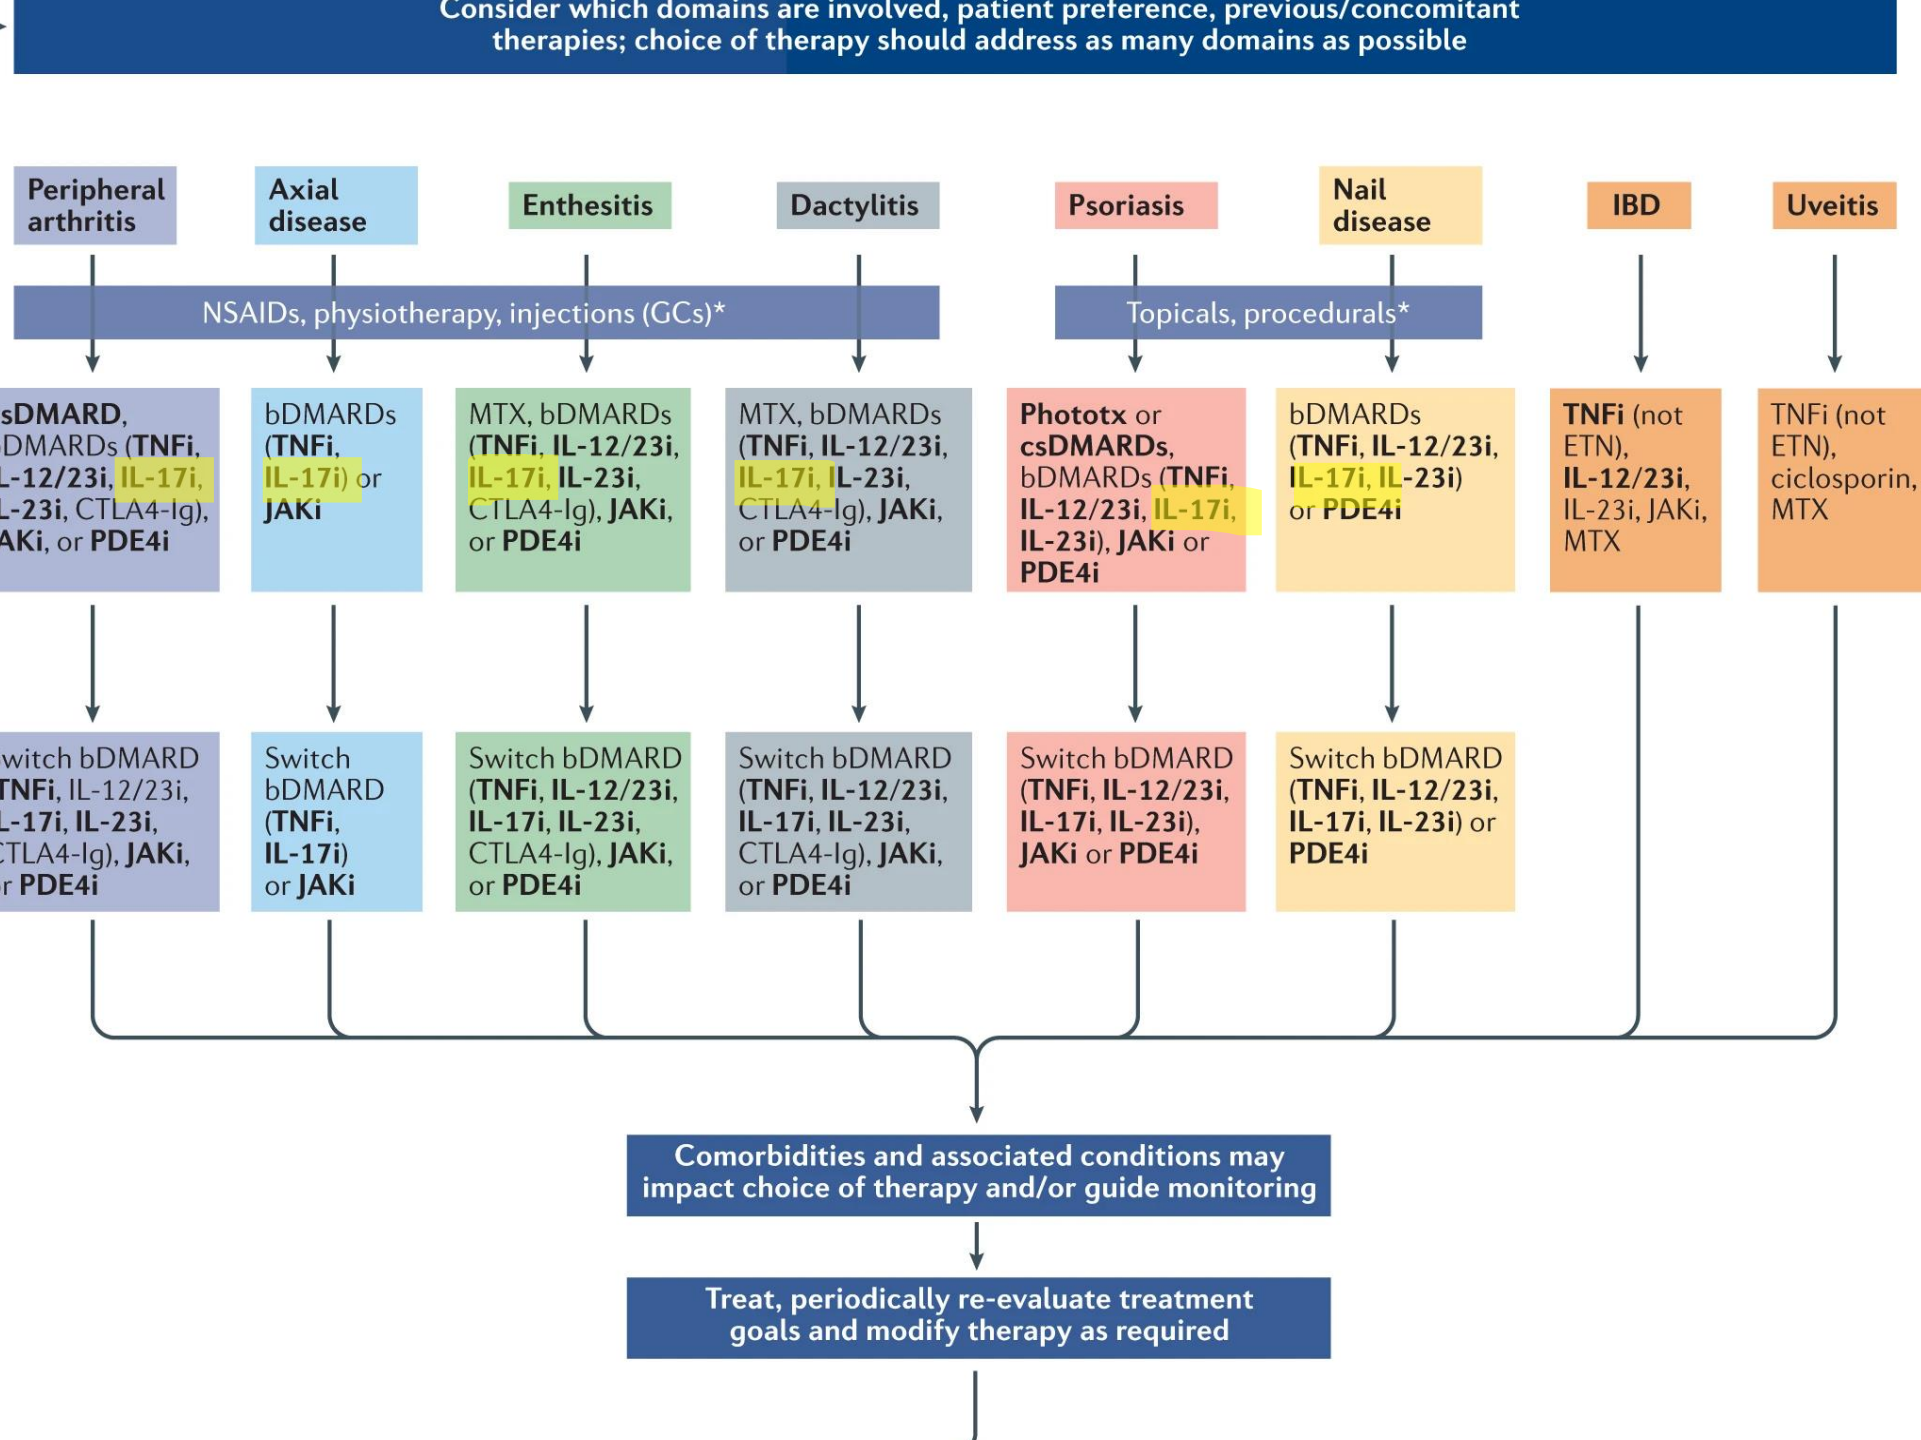 Consider which domains are involved, patient preference, previous/concomitant
therapies; choice of therapy should address as many domains as possible
Peripheral
arthritis
Axial
disease
Enthesitis
Dactylitis
Psoriasis
Nail
disease
IBD
Uveitis
NSAIDs, physiotherapy, injections (GCs)*
Topicals, procedurals*
sDMARD,
DMARDs (TNFi,
L-12/23i, IL-17i,
L-23i, CTLA4-Ig),
AKi, or PDE4i
bDMARDs
(TNFi,
IL-17i) or
JAKi
MTX, bDMARDs
(TNFi, IL-12/23i,
IL-17i, IL-23i,
CTLA4-Ig), JAKi,
or PDE4i
MTX, bDMARDs
(TNFi, IL-12/23i,
IL-17i, IL-23i,
CTLA4-Ig), JAKi,
or PDE4i
Phototx or
csDMARDs,
bDMARDs (TNFi,
IL-12/23i, IL-17i,
IL-23i), JAKi or
PDE4i
bDMARDs
(TNFi, IL-12/23i,
IL-17i, IL-23i)
or PDE4i
TNFi (not
ETN),
IL-12/23i,
IL-23i, JAKi,
MTX
TNFi (not
ETN),
ciclosporin,
MTX
witch bDMARD
TNFi, IL-12/23i,
L-17i, IL-23i,
CTLA4-Ig), JAKi,
r PDE4i
Switch
bDMARD
(TNFi,
IL-17i)
or JAKi
Switch bDMARD
(TNFi, IL-12/23i,
IL-17i, IL-23i,
CTLA4-Ig), JAKi,
or PDE4i
Switch bDMARD
(TNFi, IL-12/23i,
IL-17i, IL-23i,
CTLA4-Ig), JAKi,
or PDE4i
Switch bDMARD
(TNFi, IL-12/23i,
IL-17i, IL-23i),
JAKi or PDE4i
Switch bDMARD
(TNFi, IL-12/23i,
IL-17i, IL-23i) or
PDE4i
Comorbidities and associated conditions may
impact choice of therapy and/or guide monitoring
Treat, periodically re-evaluate treatment
goals and modify therapy as required